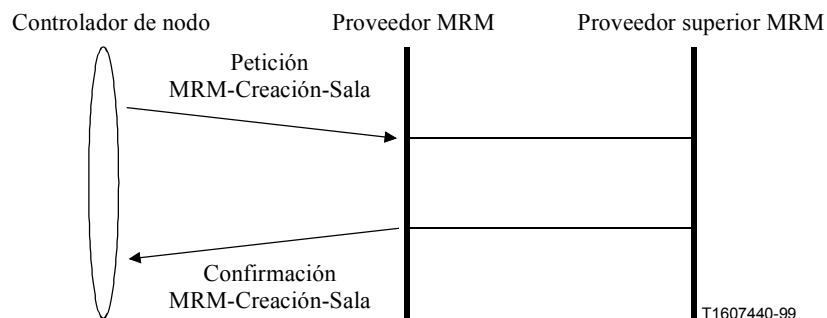 Controlador de nodo
Proveedor MRM
Proveedor superior MRM
Petición
MRM-Creación-Sala
Confirmación
MRM-Creación-Sala
T1607440-99